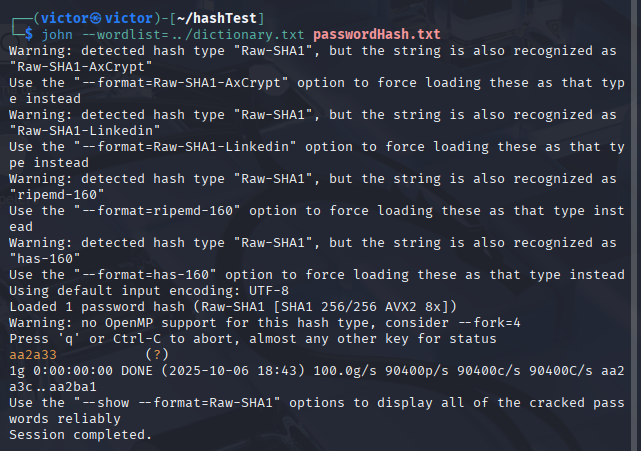 ┌──(victor㉿victor)-[~/hashTest]
└─$ john --wordlist=../dictionary.txt passwordHash.txt
Warning: detected hash type "Raw-SHA1", but the string is also recognized as
"Raw-SHA1-AxCrypt"
Use the "--format=Raw-SHA1-AxCrypt" option to force loading these as that typ
e instead
Warning: detected hash type "Raw-SHA1", but the string is also recognized as
"Raw-SHA1-Linkedin"
Use the "--format=Raw-SHA1-Linkedin" option to force loading these as that ty
pe instead
Warning: detected hash type "Raw-SHA1", but the string is also recognized as
"ripemd-160"
Use the "--format=ripemd-160" option to force loading these as that type inst
ead
Warning: detected hash type "Raw-SHA1", but the string is also recognized as
"has-160"
Use the "--format=has-160" option to force loading these as that type instead
Using default input encoding: UTF-8
Loaded 1 password hash (Raw-SHA1 [SHA1 256/256 AVX2 8x])
Warning: no OpenMP support for this hash type, consider --fork=4
Press 'q' or Ctrl-C to abort, almost any other key for status
aa2a33           (?)
1g 0:00:00:00 DONE (2025-10-06 18:43) 100.0g/s 90400p/s 90400c/s 90400C/s aa2
a3c..aa2ba1
Use the "--show --format=Raw-SHA1" options to display all of the cracked pass
words reliably
Session completed.